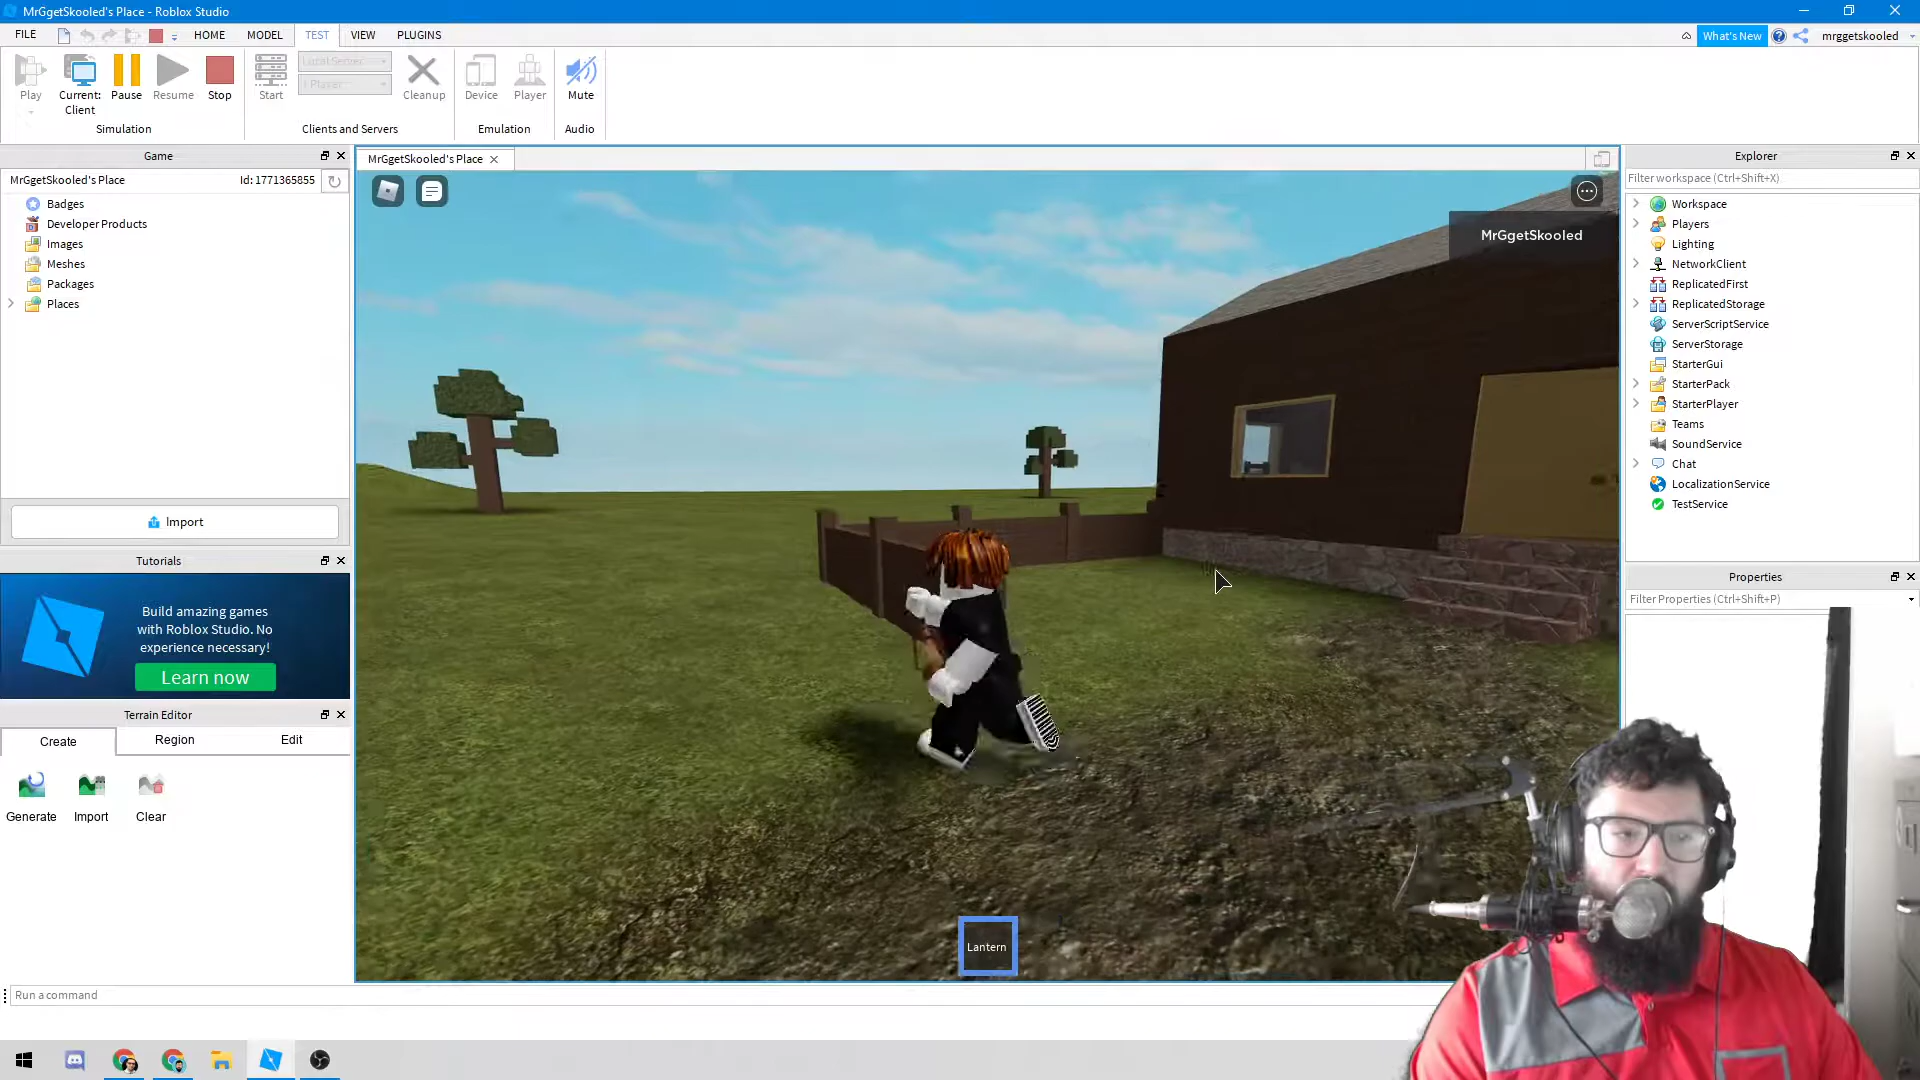 MrGgetSkooled's Place - Roblox Studio
FILE
HOME
MODEL
TEST
VIEW
PLUGINS
What's New
mrggetskooled
Play
Current:
Client
Pause
Resume
Stop
Simulation
Start
Local Server
1 Player
Cleanup
Clients and Servers
Device
Player
Emulation
Mute
Audio
Game
MrGgetSkooled's Place
Id: 1771365855
Badges
Developer Products
Images
Meshes
Packages
Places
Import
Tutorials
Build amazing games
with Roblox Studio. No
experience necessary!
Learn now
Terrain Editor
Create
Region
Edit
Generate
Import
Clear
MrGgetSkooled's Place
MrGgetSkooled
Lantern
Run a command
Explorer
Filter workspace (Ctrl+Shift+X)
Workspace
Players
Lighting
NetworkClient
ReplicatedFirst
ReplicatedStorage
ServerScriptService
ServerStorage
StarterGui
StarterPack
StarterPlayer
Teams
SoundService
Chat
LocalizationService
TestService
Properties
Filter Properties (Ctrl+Shift+P)